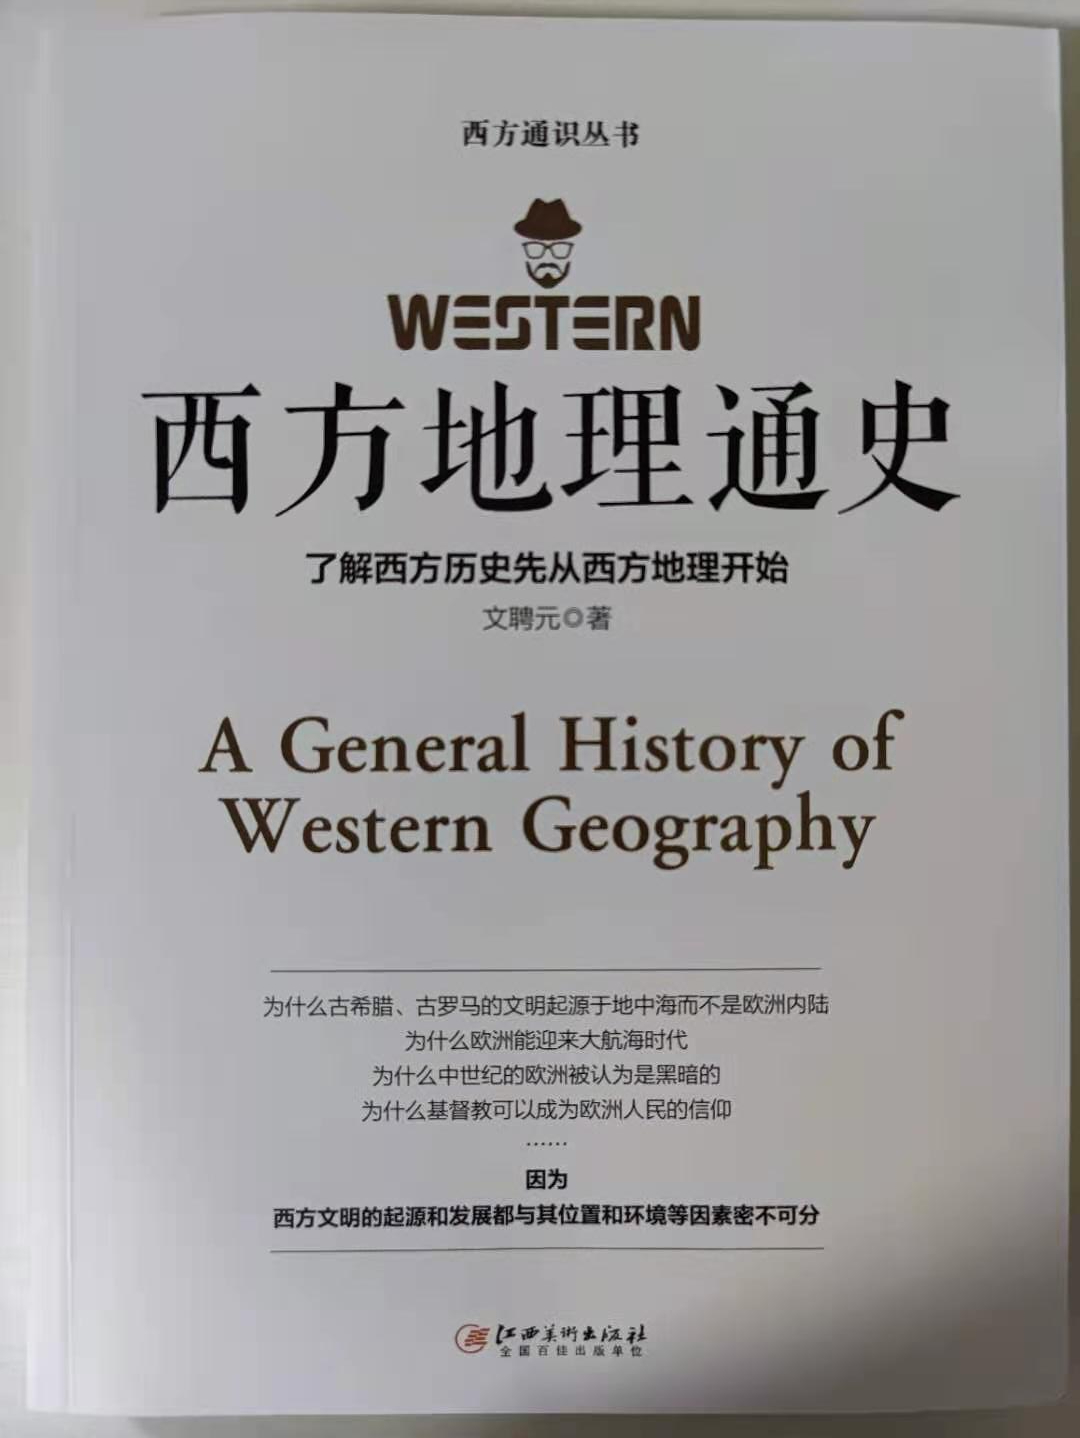 西方通识丛书
WESTERN
西方地理通史
了解西方历史先从西方地理开始
文聘元◎著
A General History of
Western Geography
为什么古希腊、古罗马的文明起源于地中海而不是欧洲内陆
为什么欧洲能迎来大航海时代
为什么中世纪的欧洲被认为是黑暗的
为什么基督教可以成为欧洲人民的信仰
……
因为
西方文明的起源和发展都与其位置和环境等因素密不可分
江西美術出版社
全国百佳出版单位